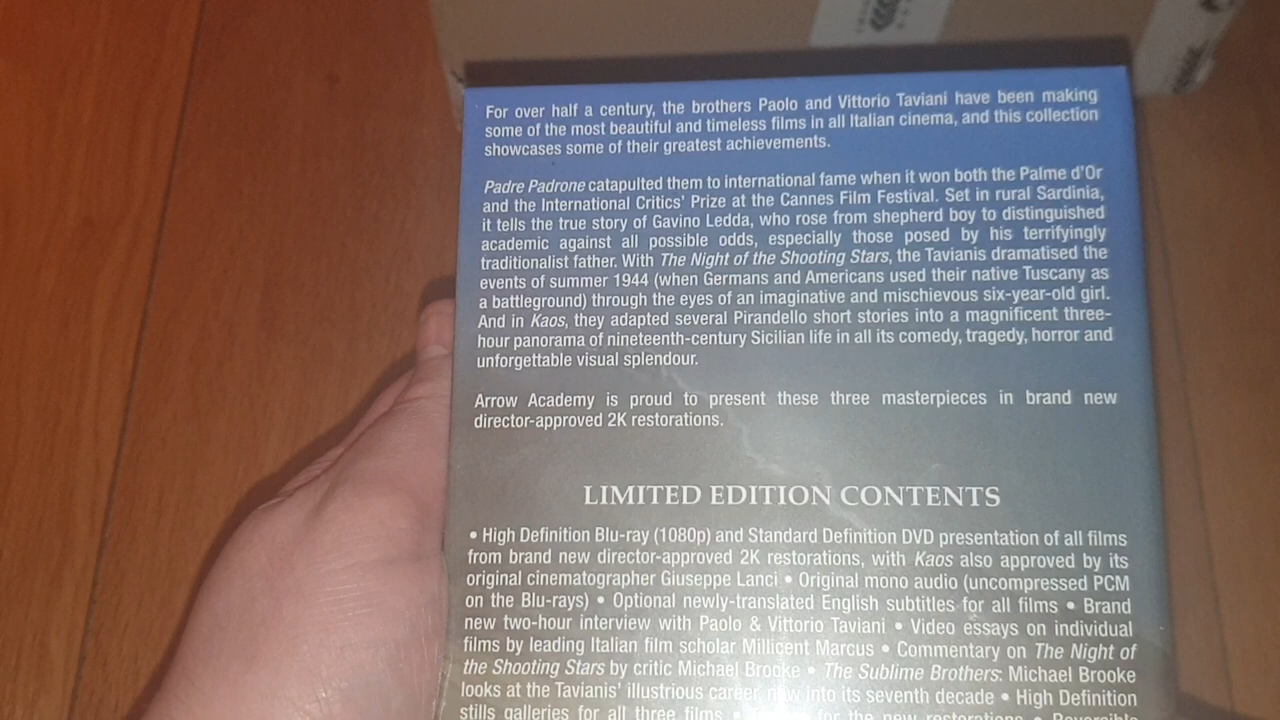 For over half a century, the brothers Paolo and Vittorio Taviani have been making
some of the most beautiful and timeless films in all Italian cinema, and this collection
showcases some of their greatest achievements.
Padre Padrone catapulted them to international fame when it won both the Palme d'Or
and the International Critics' Prize at the Cannes Film Festival. Set in rural Sardinia,
it tells the true story of Gavino Ledda, who rose from shepherd boy to distinguished
academic against all possible odds, especially those posed by his terrifyingly
traditionalist father. With The Night of the Shooting Stars, the Tavianis dramatised the
events of summer 1944 (when Germans and Americans used their native Tuscany as
a battleground) through the eyes of an imaginative and mischievous six-year-old girl.
And in Kaos, they adapted several Pirandello short stories into a magnificent three-
hour panorama of nineteenth-century Sicilian life in all its comedy, tragedy, horror and
unforgettable visual splendour.
Arrow Academy is proud to present these three masterpieces in brand new
director-approved 2K restorations.
LIMITED EDITION CONTENTS
• High Definition Blu-ray (1080p) and Standard Definition DVD presentation of all films
from brand new director-approved 2K restorations, with Kaos also approved by its
original cinematographer Giuseppe Lanci • Original mono audio (uncompressed PCM
on the Blu-rays) • Optional newly-translated English subtitles for all films • Brand
new two-hour interview with Paolo & Vittorio Taviani • Video essays on individual
films by leading Italian film scholar Millicent Marcus • Commentary on The Night of
the Shooting Stars by critic Michael Brooke • The Sublime Brothers: Michael Brooke
looks at the Tavianis' illustrious career, now into its seventh decade • High Definition
stills galleries for all three films • for the new restorations • Reversible